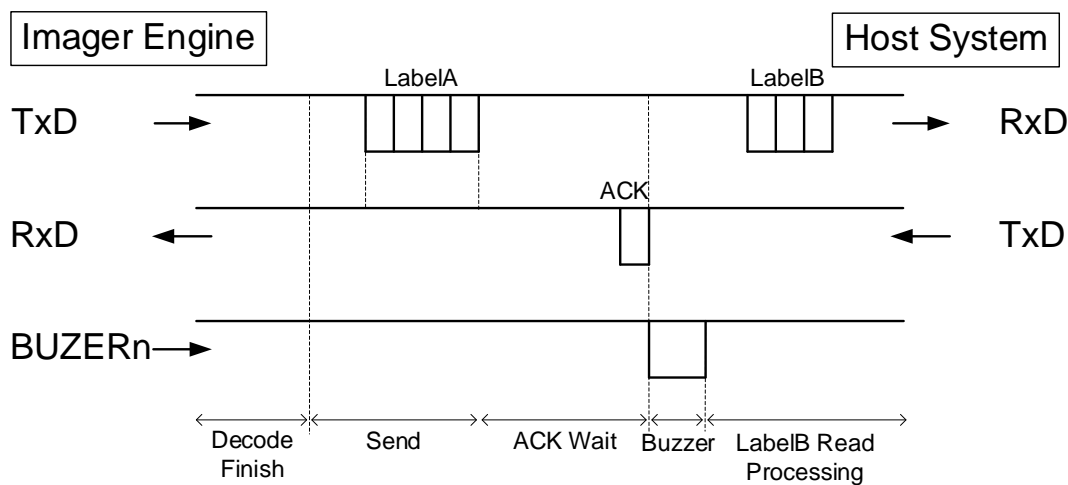 Imager Engine
Host System
LabelA
LabelB
TxD
RxD
ACK
RxD
TxD
BUZERn
Decode
Finish
Send
ACK Wait
Buzzer
LabelB Read
Processing